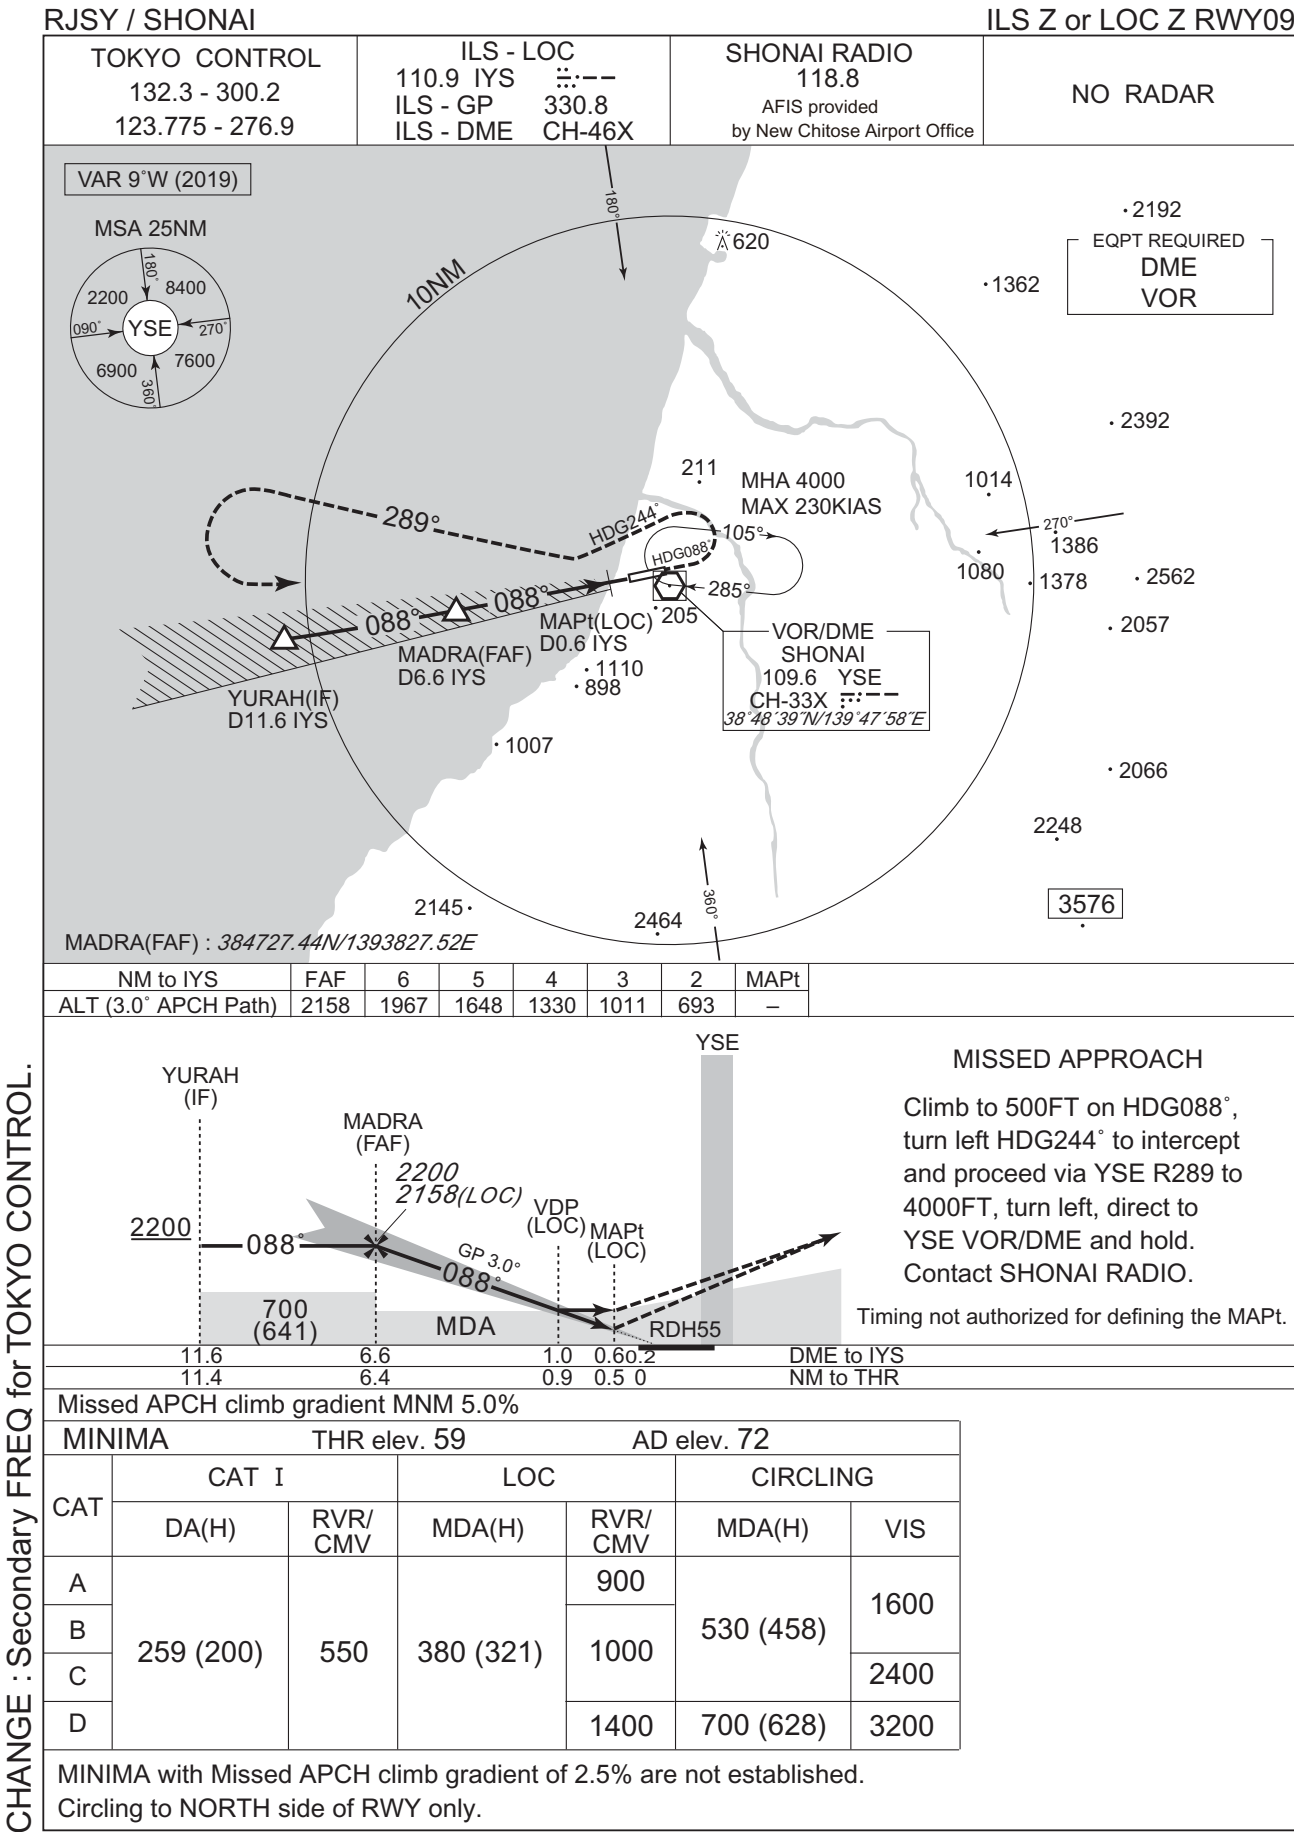 RJSY / SHONAI
ILS Z or LOC Z RWY09
TOKYO CONTROL
132.3 - 300.2
123.775 - 276.9
ILS - LOC
110.9 IYS
ILS - GP 330.8
ILS - DME CH-46X
SHONAI RADIO
118.8
AFIS provided
by New Chitose Airport Office
NO RADAR
VAR 9°W (2019)
MSA 25NM
180°
2200
8400
090°
YSE
270°
6900
7600
360°
180°
10NM
620
2192
EQPT REQUIRED
DME
VOR
1362
2392
211
MHA 4000
MAX 230KIAS
1014
289°
HDG244°
105°
HDG088°
270°
1386
1080
1378
2562
285°
088°
088°
205
2057
MAPt(LOC)
D0.6 IYS
MADRA(FAF)
D6.6 IYS
1110
898
YURAH(IF)
D11.6 IYS
VOR/DME
SHONAI
109.6 YSE
CH-33X
38°48´39˝N/139°47´58˝E
1007
2066
2248
360°
2145
2464
3576
MADRA(FAF) : 384727.44N/1393827.52E
NM to IYS FAF 6 5 4 3 2 MAPt
ALT (3.0° APCH Path) 2158 1967 1648 1330 1011 693 –
YSE
YURAH
(IF)
MADRA
(FAF)
2200
2158(LOC)
VDP
(LOC)
MAPt
(LOC)
2200
088°
GP 3.0°
088°
700
(641)
MDA
RDH55
11.6 6.6 1.0 0.6 0.2 DME to IYS
11.4 6.4 0.9 0.5 0 NM to THR
MISSED APPROACH
Climb to 500FT on HDG088°,
turn left HDG244° to intercept
and proceed via YSE R289 to
4000FT, turn left, direct to
YSE VOR/DME and hold.
Contact SHONAI RADIO.
Timing not authorized for defining the MAPt.
Missed APCH climb gradient MNM 5.0%
MINIMA THR elev. 59 AD elev. 72
CAT
CAT I
LOC
CIRCLING
DA(H)
RVR/
CMV
MDA(H)
RVR/
CMV
MDA(H)
VIS
A
B
C
D
259 (200)
550
380 (321)
900
1000
1400
530 (458)
700 (628)
1600
2400
3200
MINIMA with Missed APCH climb gradient of 2.5% are not established.
Circling to NORTH side of RWY only.
CHANGE : Secondary FREQ for TOKYO CONTROL.